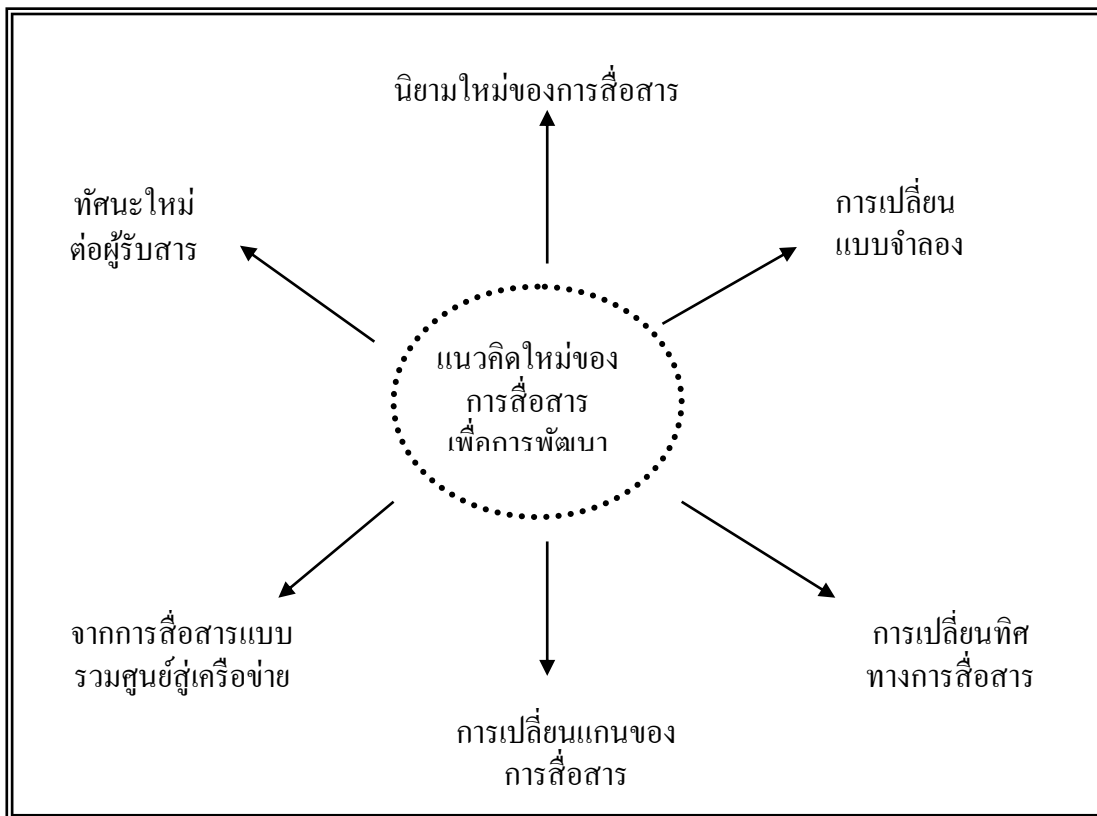 นิยามใหม่ของการสื่อสาร
ทัศนะใหม่
ต่อผู้รับสาร
การเปลี่ยน
แบบจำลอง
แนวคิดใหม่ของ
การสื่อสาร
เพื่อการพัฒนา
จากการสื่อสารแบบ
รวมศูนย์สู่เครือข่าย
การเปลี่ยนทิศ
ทางการสื่อสาร
การเปลี่ยนแกนของ
การสื่อสาร